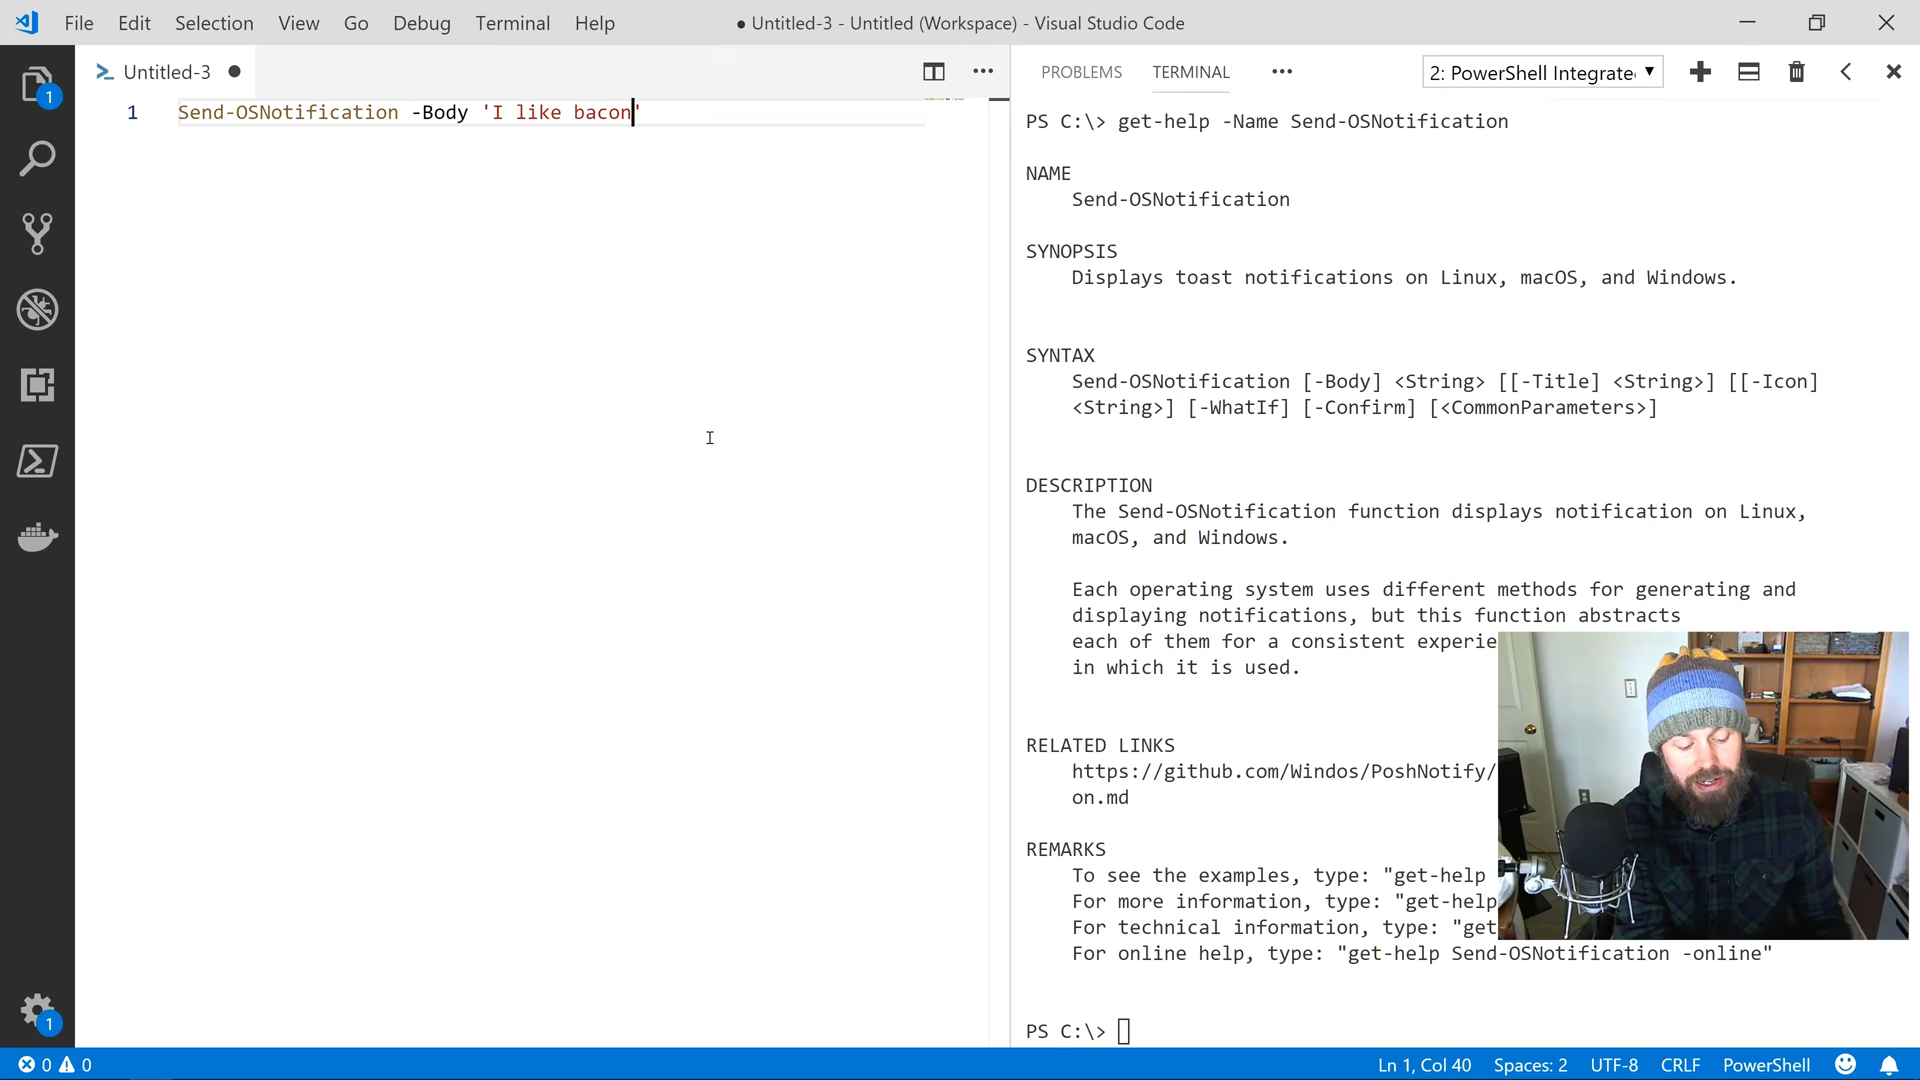 File Edit Selection View Go Debug Terminal Help
● Untitled-3 - Untitled (Workspace) - Visual Studio Code
Untitled-3
1 Send-OSNotification -Body 'I like bacon'
PROBLEMS TERMINAL ••• 2: PowerShell Integrate
PS C:\> get-help -Name Send-OSNotification
NAME
Send-OSNotification
SYNOPSIS
Displays toast notifications on Linux, macOS, and Windows.
SYNTAX
Send-OSNotification [-Body] <String> [[-Title] <String>] [[-Icon]
<String>] [-WhatIf] [-Confirm] [<CommonParameters>]
DESCRIPTION
The Send-OSNotification function displays notification on Linux,
macOS, and Windows.
Each operating system uses different methods for generating and
displaying notifications, but this function abstracts
each of them for a consistent experie
in which it is used.
RELATED LINKS
https://github.com/Windos/PoshNotify/
on.md
REMARKS
To see the examples, type: "get-help
For more information, type: "get-help
For technical information, type: "get
For online help, type: "get-help Send-OSNotification -online"
PS C:\>
1
1
0 0
Ln 1, Col 40 Spaces: 2 UTF-8 CRLF PowerShell